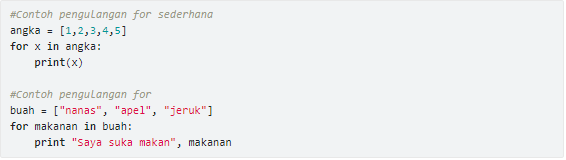 #Contoh pengulangan for sederhana
angka = [1,2,3,4,5]
for x in angka:
    print(x)

#Contoh pengulangan for
buah = ["nanas", "apel", "jeruk"]
for makanan in buah:
    print "Saya suka makan", makanan